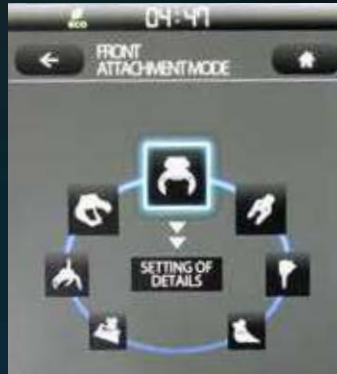 eco
04:47
FRONT
ATTACHMENT MODE
SETTING OF
DETAILS